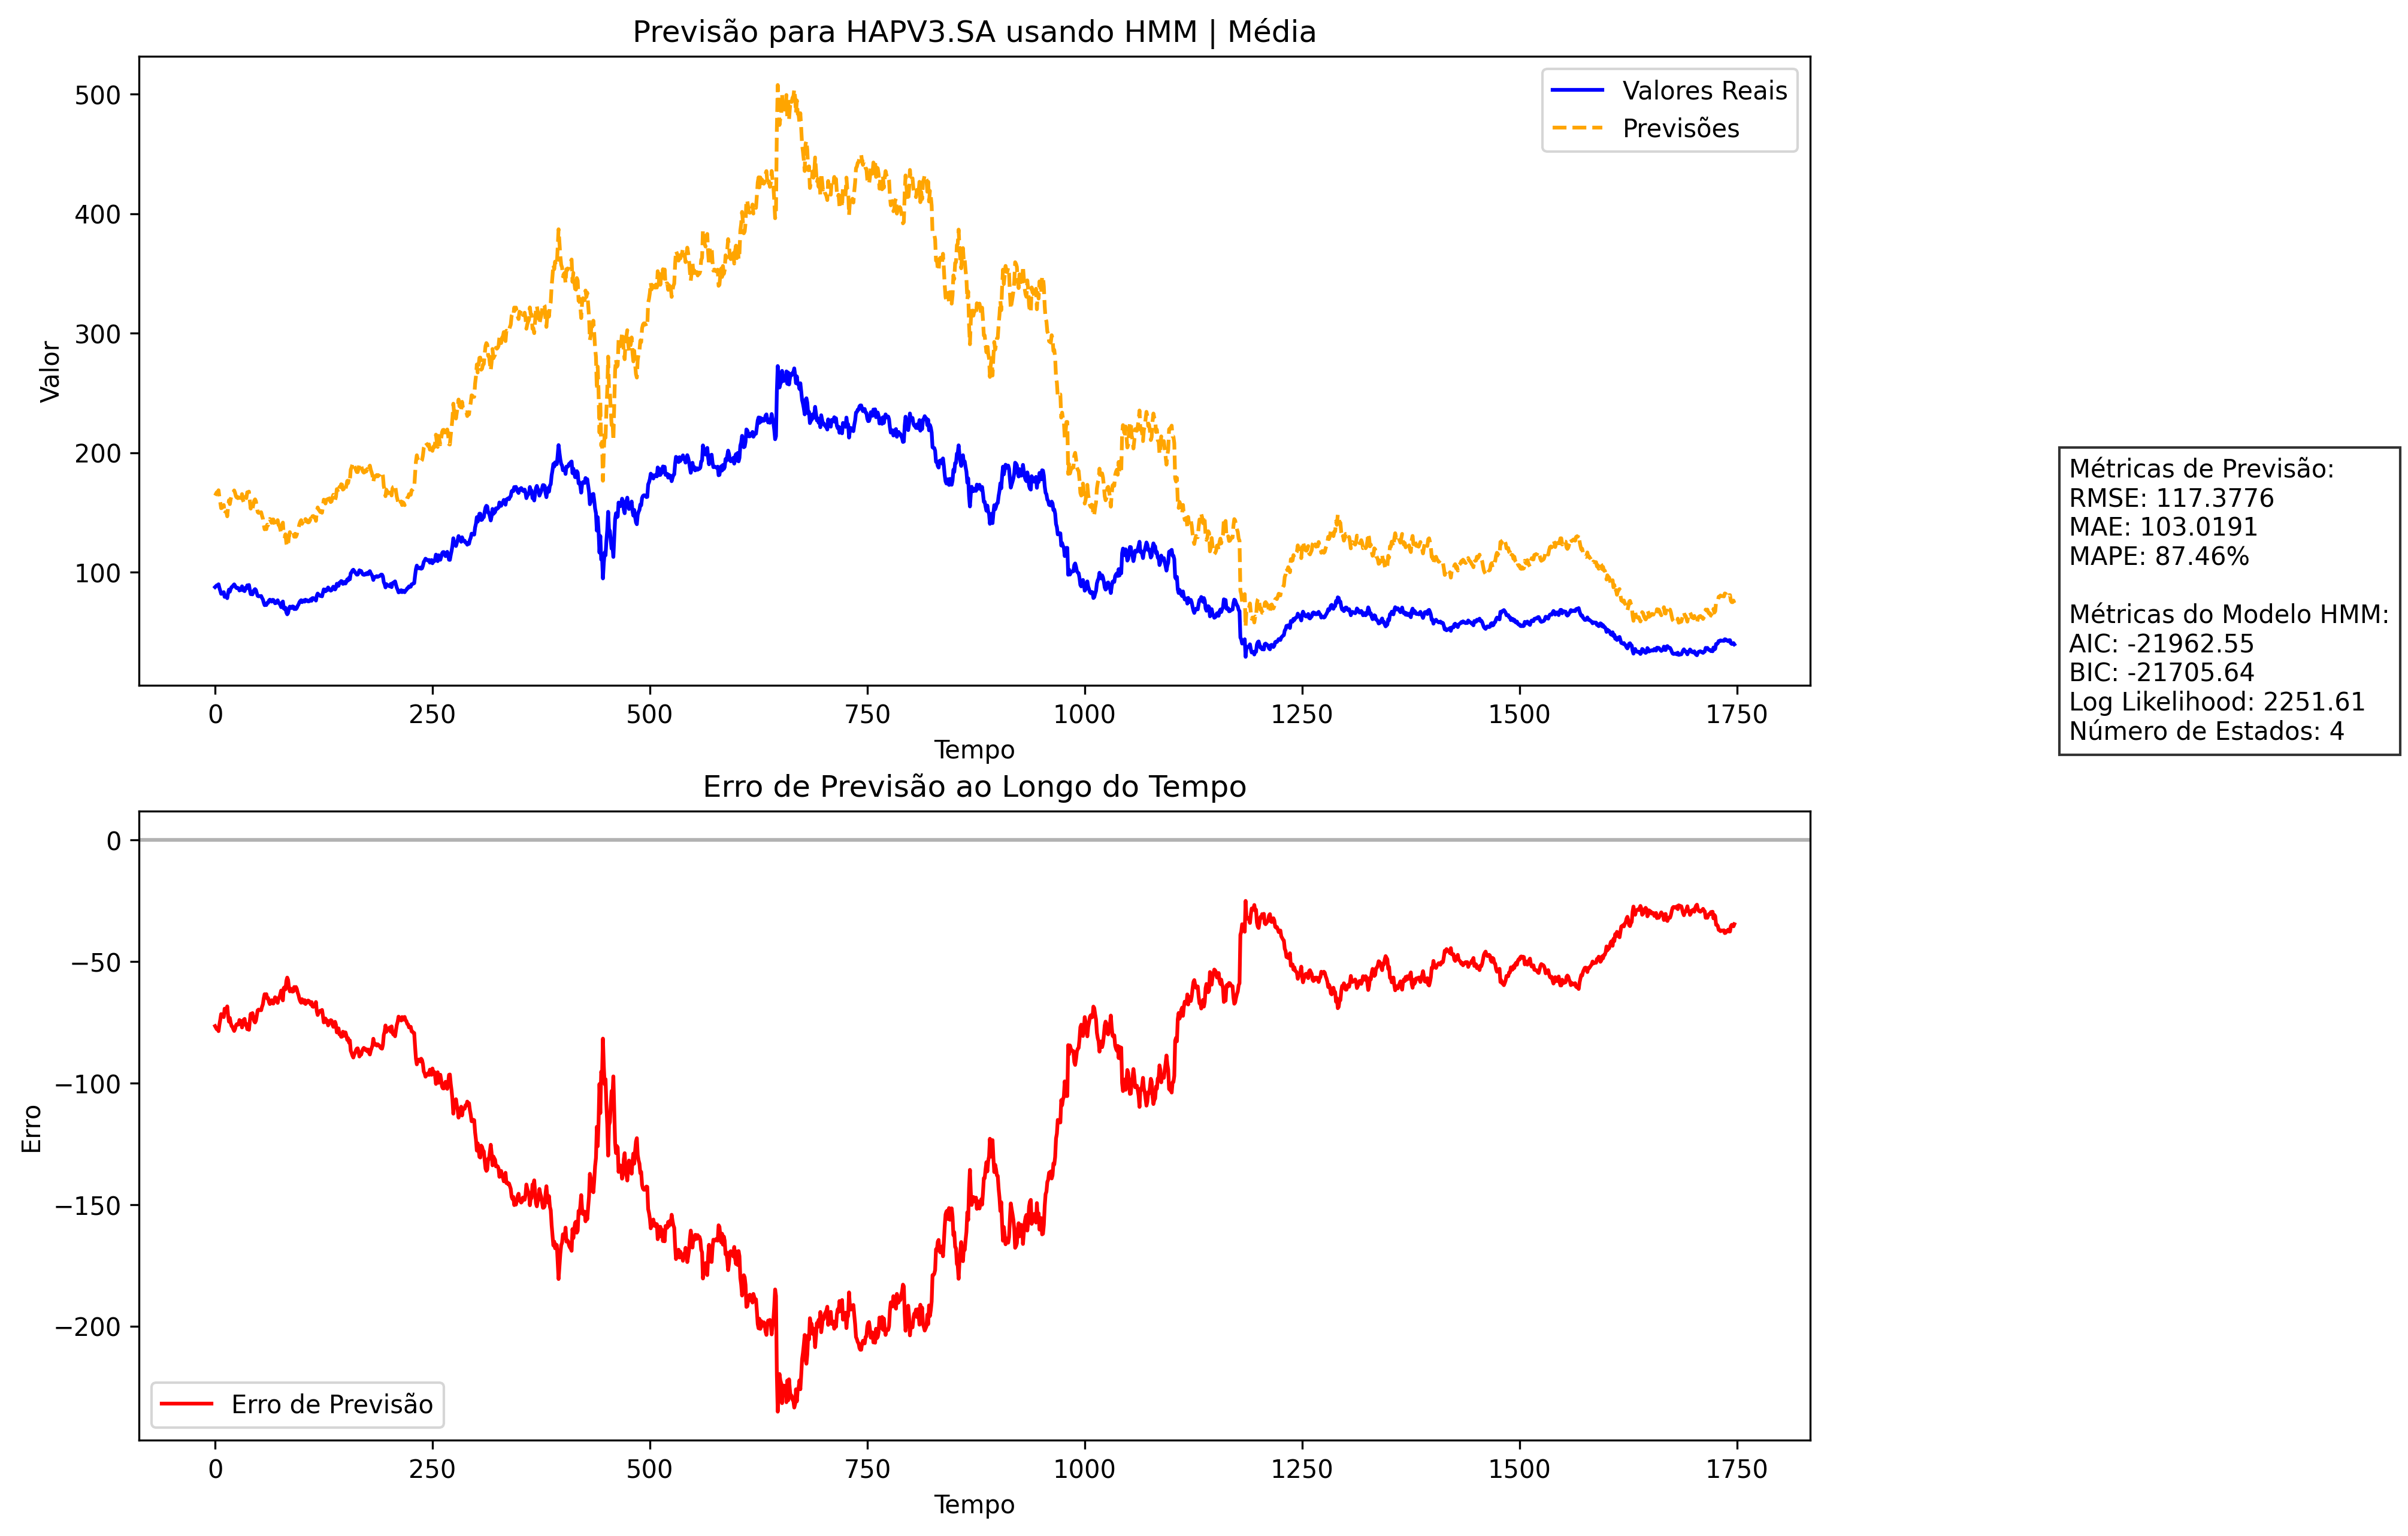 Previsão para HAPV3.SA usando HMM | Média
Valor
500
400
300
200
100
Valores Reais
Previsões
0 250 500 750 1000 1250 1500 1750
Tempo
Métricas de Previsão:
RMSE: 117.3776
MAE: 103.0191
MAPE: 87.46%
Métricas do Modelo HMM:
AIC: -21962.55
BIC: -21705.64
Log Likelihood: 2251.61
Número de Estados: 4
Erro de Previsão ao Longo do Tempo
Erro
0
−50
−100
−150
−200
Erro de Previsão
0 250 500 750 1000 1250 1500 1750
Tempo